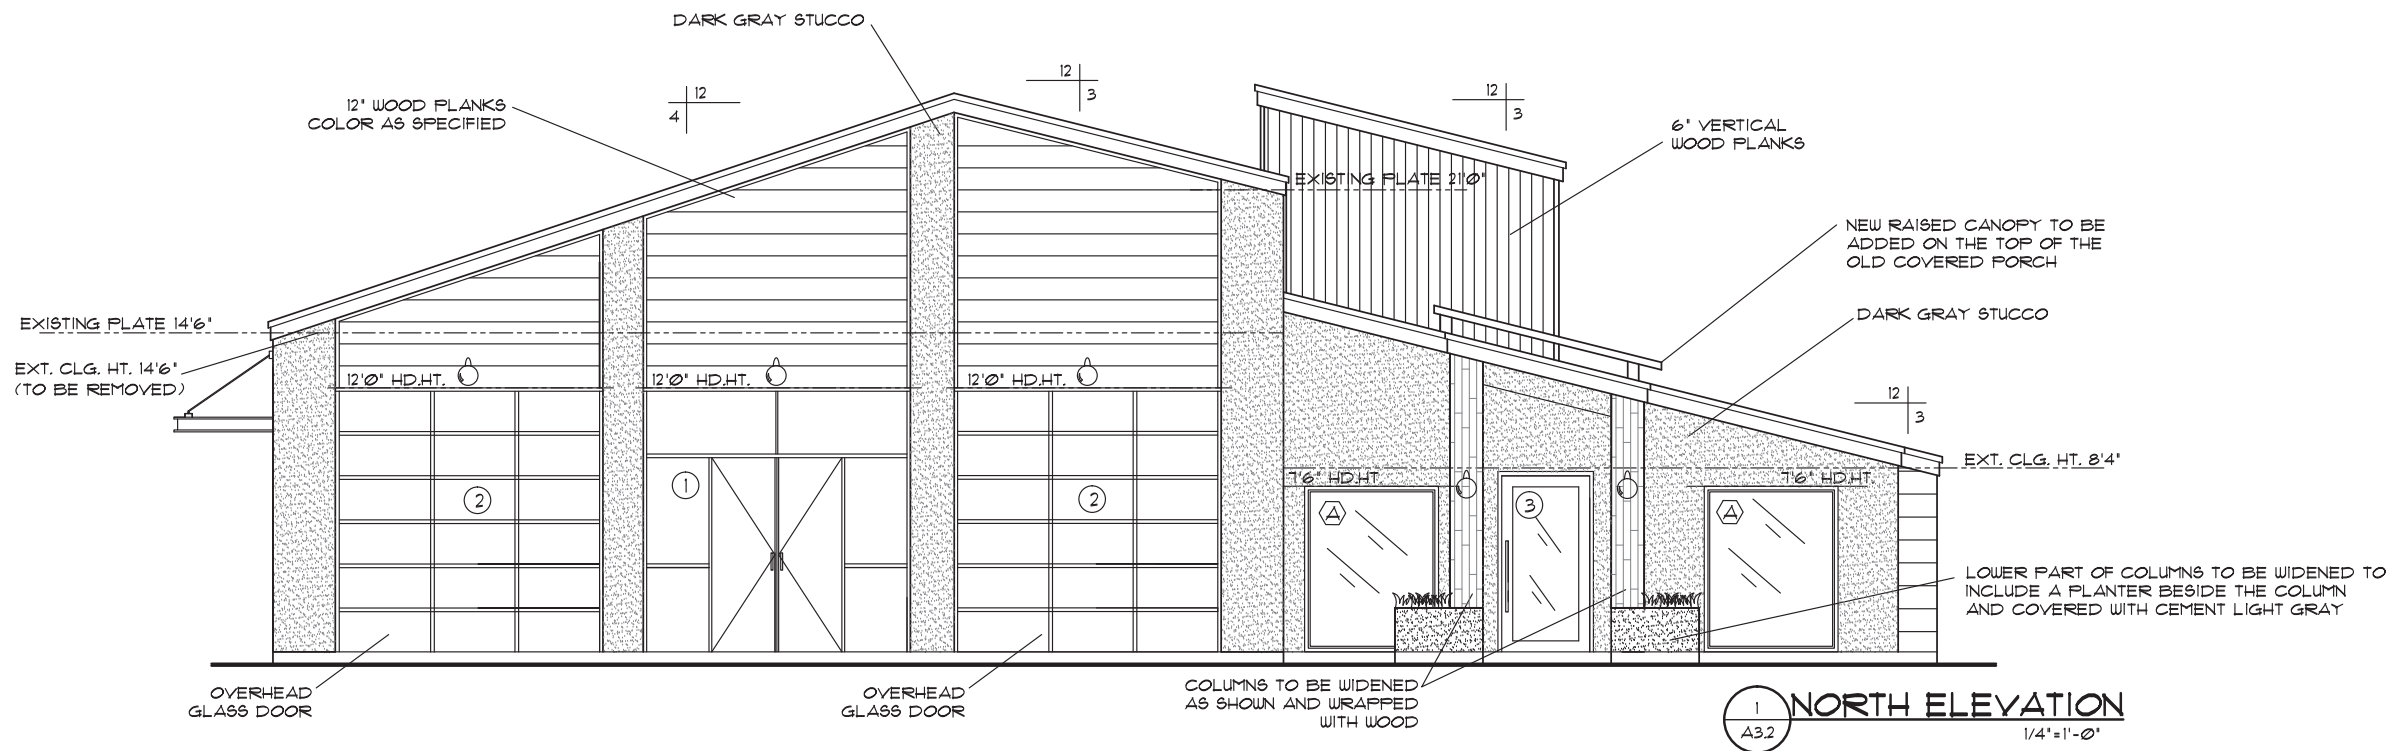 DARK GRAY STUCCO
12" WOOD PLANKS
COLOR AS SPECIFIED
12
4
12
3
12
3
6" VERTICAL
WOOD PLANKS
EXISTING PLATE 21'0"
NEW RAISED CANOPY TO BE
ADDED ON THE TOP OF THE
OLD COVERED PORCH
EXISTING PLATE 14'6"
DARK GRAY STUCCO
EXT. CLG. HT. 14'6"
(TO BE REMOVED)
12'0" HD.HT.
12'0" HD.HT.
12'0" HD.HT.
12
3
EXT. CLG. HT. 8'4"
7'6" HD.HT
7'6" HD.HT
2
1
2
A
3
A
LOWER PART OF COLUMNS TO BE WIDENED TO
INCLUDE A PLANTER BESIDE THE COLUMN
AND COVERED WITH CEMENT LIGHT GRAY
OVERHEAD
GLASS DOOR
OVERHEAD
GLASS DOOR
COLUMNS TO BE WIDENED
AS SHOWN AND WRAPPED
WITH WOOD
1
A3.2
NORTH ELEVATION
1/4"=1'-0"